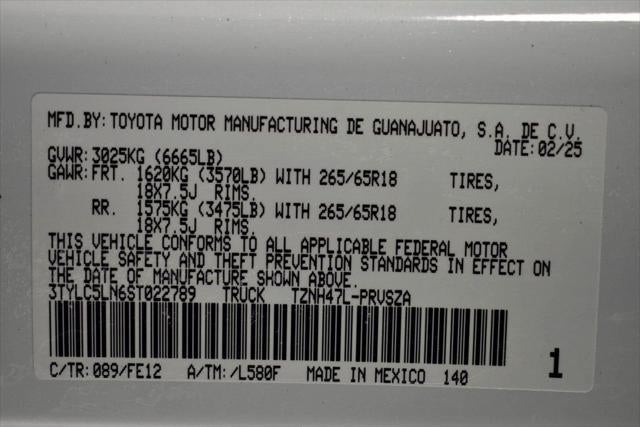 MFD.BY: TOYOTA MOTOR MANUFACTURING DE GUANAJUATO, S.A. DE C.V.
DATE: 02/25
GVWR: 3025KG (6665LB)
GAWR: FRT. 1620KG (3570LB) WITH 265/65R18 TIRES,
18X7.5J RIMS,
RR. 1575KG (3475LB) WITH 265/65R18 TIRES,
18X7.5J RIMS.
THIS VEHICLE CONFORMS TO ALL APPLICABLE FEDERAL MOTOR
VEHICLE SAFETY AND THEFT PREVENTION STANDARDS IN EFFECT ON
THE DATE OF MANUFACTURE SHOWN ABOVE.
3TYLC5LN6ST022789 TRUCK TZNH47L-PRVSZA
1
C/TR: 089/FE12 A/TM: /L580F MADE IN MEXICO 140